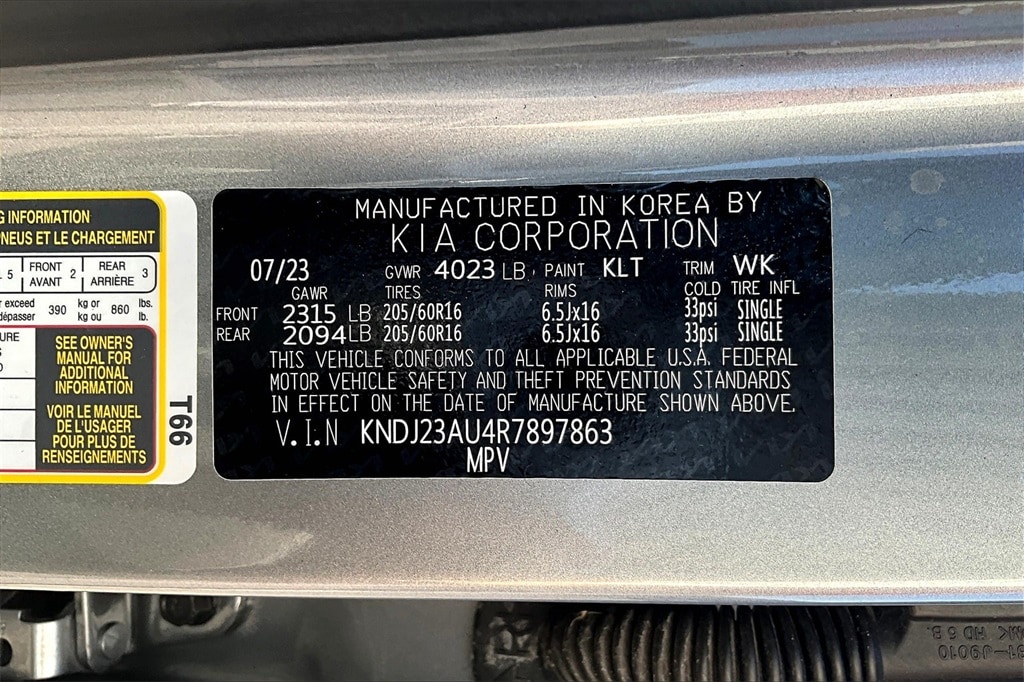 G INFORMATION
PNEUS ET LE CHARGEMENT
5 FRONT AVANT 2 REAR ARRIÈRE 3
r exceed dépasser 390 kg or kg ou 860 lbs. lb.
SEE OWNER'S
MANUAL FOR
ADDITIONAL
INFORMATION
VOIR LE MANUEL
DE L'USAGER
POUR PLUS DE
RENSEIGNEMENTS
T66
MANUFACTURED IN KOREA BY
KIA CORPORATION
07/23 GVWR 4023 LB, PAINT KLT TRIM WK
GAWR TIRES RIMS COLD TIRE INFL
FRONT 2315 LB 205/60R16 6.5Jx16 33psi SINGLE
REAR 2094 LB 205/60R16 6.5Jx16 33psi SINGLE
THIS VEHICLE CONFORMS TO ALL APPLICABLE U.S.A. FEDERAL
MOTOR VEHICLE SAFETY AND THEFT PREVENTION STANDARDS
IN EFFECT ON THE DATE OF MANUFACTURE SHOWN ABOVE.
V.I.N KNDJ23AU4R7897863
MPV